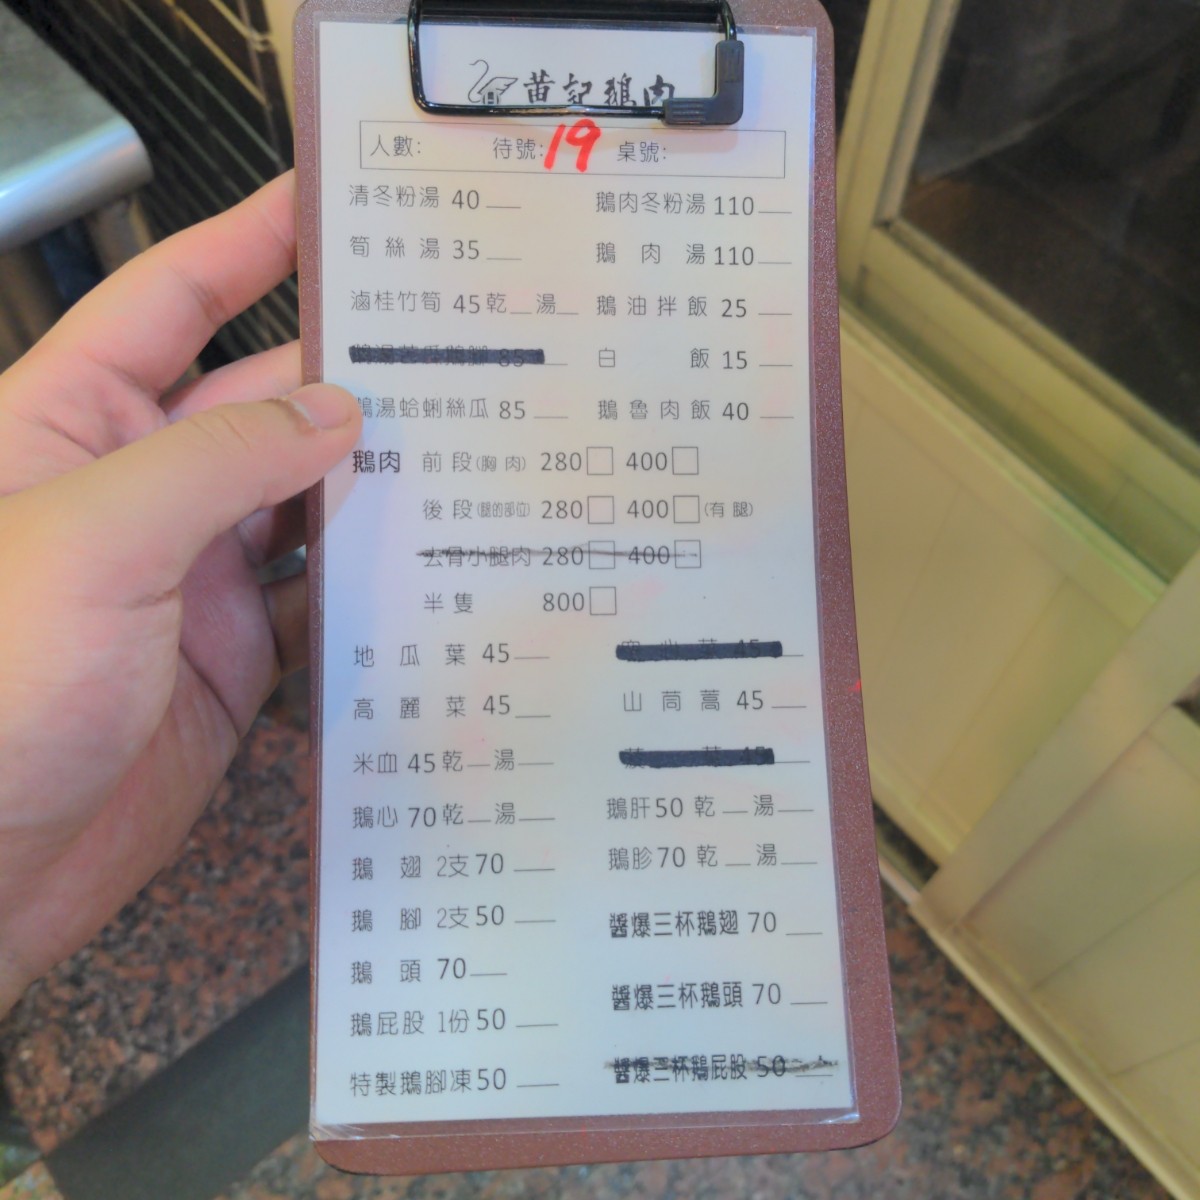 黄記鵝肉
人數: 待號:19 桌號:
清冬粉湯 40 鵝肉冬粉湯 110
筍絲湯 35 鵝肉湯 110
滷桂竹筍 45 乾 湯 鵝油拌飯 25
85 白飯 15
鵝湯蛤蜊絲瓜 85 鵝魯肉飯 40
鵝肉 前段(胸肉) 280 400
後段(腿的部位) 280 400 (有腿)
去骨小腿肉 280 400
半隻 800
地瓜葉 45 空心菜 45
高麗菜 45 山茼蒿 45
米血 45 乾 湯 菜 45
鵝心 70 乾 湯 鵝肝 50 乾 湯
鵝翅 2支 70 鵝胗 70 乾 湯
鵝腳 2支 50 醬爆三杯鵝翅 70
鵝頭 70 醬爆三杯鵝頭 70
鵝屁股 1份 50
特製鵝腳凍 50 醬爆三杯鵝屁股 50